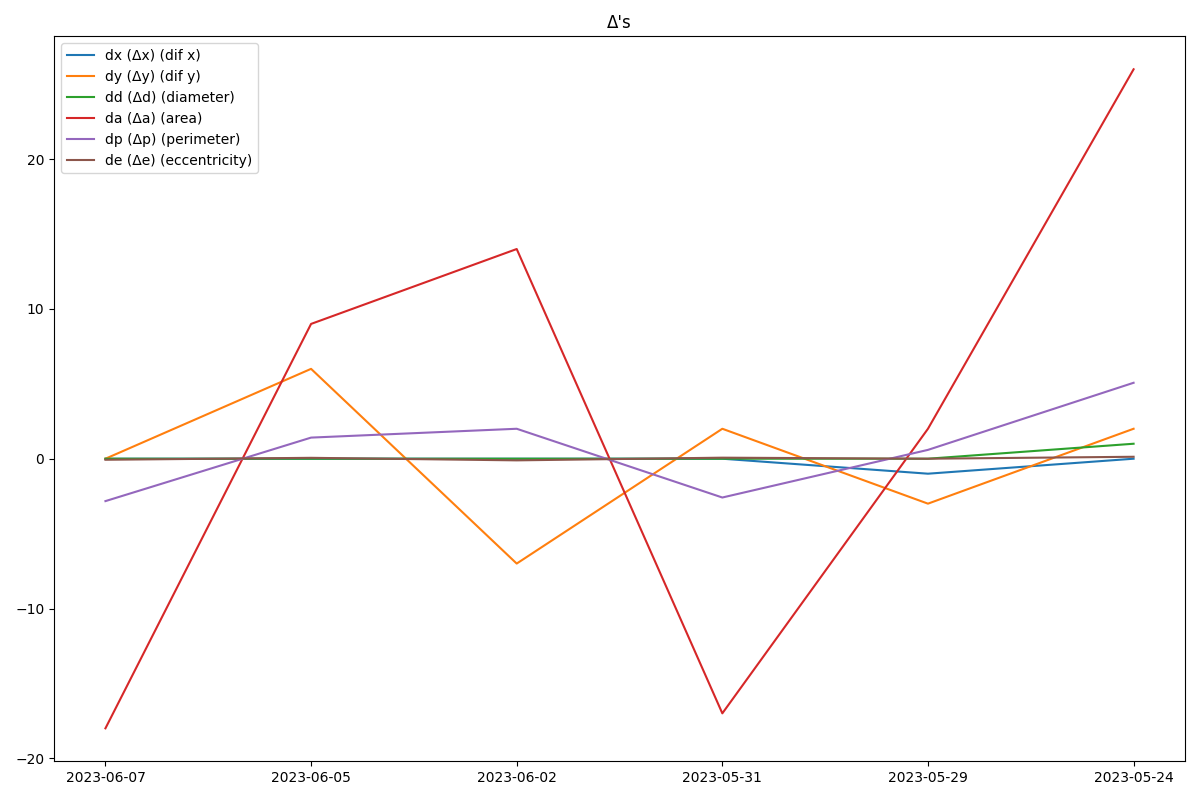 Δ's
dx (Δx) (dif x)
dy (Δy) (dif y)
dd (Δd) (diameter)
da (Δa) (area)
dp (Δp) (perimeter)
de (Δe) (eccentricity)
20
10
0
−10
−20
2023-06-07 2023-06-05 2023-06-02 2023-05-31 2023-05-29 2023-05-24